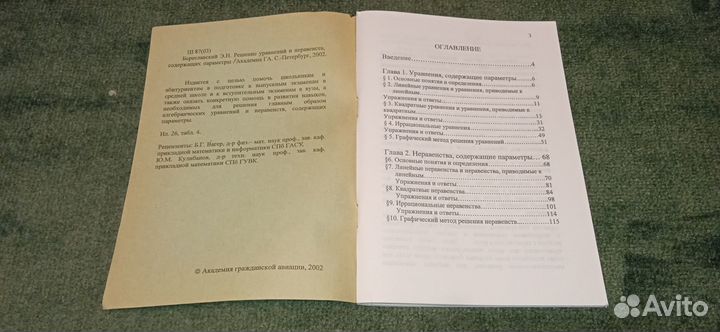 Ш 87(03)
Бериславский Э.Н. Решение уравнений и неравенств,
содержащих параметры /Академия ГА. С.-Петербург, 2002.
Издается с целью помочь школьникам и
абитуриентам в подготовке к выпускным экзаменам в
средней школе и к вступительным экзаменам в вузы, а
также оказать конкретную помощь в развитии навыков,
необходимых для решения главным образом
алгебраических уравнений и неравенств, содержащих
параметры.
Ил. 26, табл. 4.
Рецензенты: Б.Г. Вагер, д-р физ.– мат. наук проф., зав. каф.
прикладной математики и информатики СПб ГАСУ.
Ю.М. Кулибанов, д-р техн. наук проф., зав. каф.
прикладной математики СПб ГУВК.
© Академия гражданской авиации, 2002
3
ОГЛАВЛЕНИЕ
Введение...4
Глава 1. Уравнения, содержащие параметры...6
§ 1. Основные понятия и определения...6
§ 2. Линейные уравнения и уравнения, приводимые к
линейным...9
Упражнения и ответы...11
§ 3. Квадратные уравнения и уравнения, приводимые к
квадратным...13
Упражнения и ответы...31
§ 4. Иррациональные уравнения...32
Упражнения и ответы...49
§ 5. Графический метод решения уравнений...51
Глава 2. Неравенства, содержащие параметры... 68
§6. Основные понятия и определения...68
§7. Линейные неравенства и неравенства, приводимые к
линейным...70
Упражнения и ответы...81
§8. Квадратные неравенства...84
Упражнения и ответы...98
§9. Иррациональные неравенства...101
Упражнения и ответы...114
§10. Графический метод решения неравенств...115
Avito